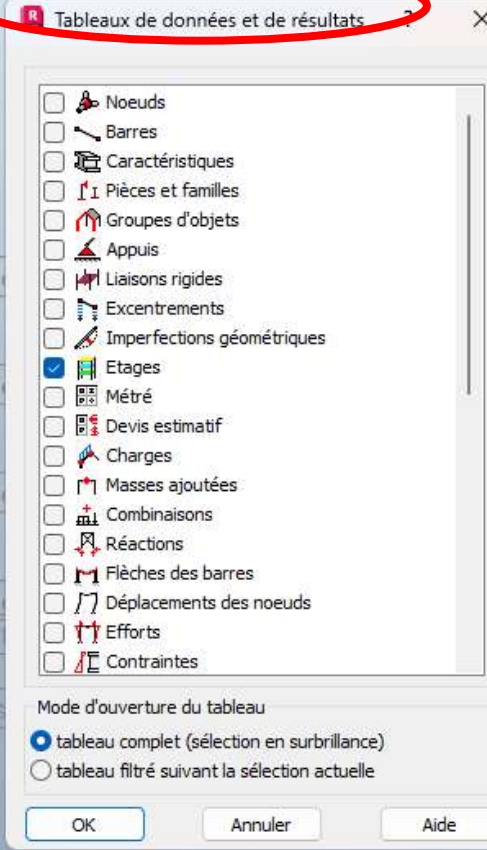 Tableaux de données et de résultats ?
Noeuds
Barres
Caractéristiques
Pièces et familles
Groupes d'objets
Appuis
Liaisons rigides
Excentrements
Imperfections géométriques
Etages
Métré
Devis estimatif
Charges
Masses ajoutées
Combinaisons
Réactions
Flèches des barres
Déplacements des noeuds
Efforts
Contraintes
Mode d'ouverture du tableau
tableau complet (sélection en surbrillance)
tableau filtré suivant la sélection actuelle
OK Annuler Aide